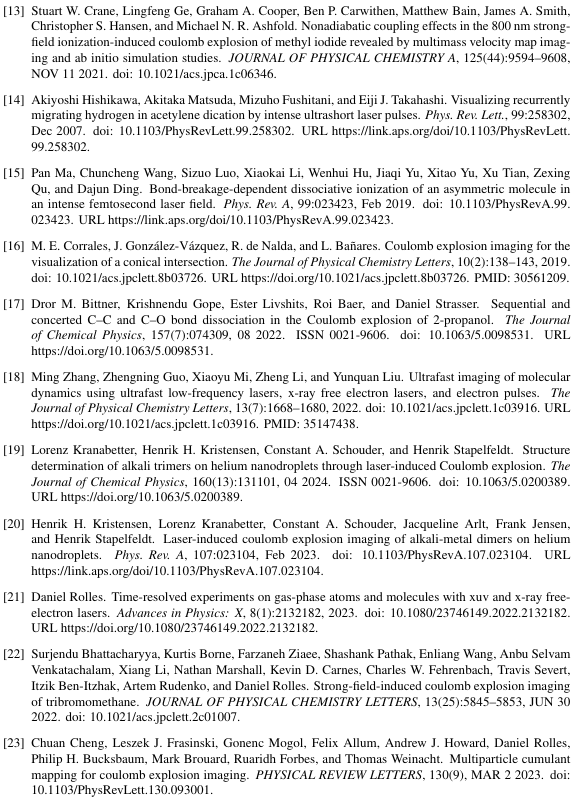 [13] Stuart W. Crane, Lingfeng Ge, Graham A. Cooper, Ben P. Carwithen, Matthew Bain, James A. Smith,
Christopher S. Hansen, and Michael N. R. Ashfold. Nonadiabatic coupling effects in the 800 nm strong-
field ionization-induced coulomb explosion of methyl iodide revealed by multimass velocity map imag-
ing and ab initio simulation studies. JOURNAL OF PHYSICAL CHEMISTRY A, 125(44):9594–9608,
NOV 11 2021. doi: 10.1021/acs.jpca.1c06346.
[14] Akiyoshi Hishikawa, Akitaka Matsuda, Mizuho Fushitani, and Eiji J. Takahashi. Visualizing recurrently
migrating hydrogen in acetylene dication by intense ultrashort laser pulses. Phys. Rev. Lett., 99:258302,
Dec 2007. doi: 10.1103/PhysRevLett.99.258302. URL https://link.aps.org/doi/10.1103/PhysRevLett.
99.258302.
[15] Pan Ma, Chuncheng Wang, Sizuo Luo, Xiaokai Li, Wenhui Hu, Jiaqi Yu, Xitao Yu, Xu Tian, Zexing
Qu, and Dajun Ding. Bond-breakage-dependent dissociative ionization of an asymmetric molecule in
an intense femtosecond laser field. Phys. Rev. A, 99:023423, Feb 2019. doi: 10.1103/PhysRevA.99.
023423. URL https://link.aps.org/doi/10.1103/PhysRevA.99.023423.
[16] M. E. Corrales, J. González-Vázquez, R. de Nalda, and L. Bañares. Coulomb explosion imaging for the
visualization of a conical intersection. The Journal of Physical Chemistry Letters, 10(2):138–143, 2019.
doi: 10.1021/acs.jpclett.8b03726. URL https://doi.org/10.1021/acs.jpclett.8b03726. PMID: 30561209.
[17] Dror M. Bittner, Krishnendu Gope, Ester Livshits, Roi Baer, and Daniel Strasser. Sequential and
concerted C–C and C–O bond dissociation in the Coulomb explosion of 2-propanol. The Journal
of Chemical Physics, 157(7):074309, 08 2022. ISSN 0021-9606. doi: 10.1063/5.0098531. URL
https://doi.org/10.1063/5.0098531.
[18] Ming Zhang, Zhengning Guo, Xiaoyu Mi, Zheng Li, and Yunquan Liu. Ultrafast imaging of molecular
dynamics using ultrafast low-frequency lasers, x-ray free electron lasers, and electron pulses. The
Journal of Physical Chemistry Letters, 13(7):1668–1680, 2022. doi: 10.1021/acs.jpclett.1c03916. URL
https://doi.org/10.1021/acs.jpclett.1c03916. PMID: 35147438.
[19] Lorenz Kranabetter, Henrik H. Kristensen, Constant A. Schouder, and Henrik Stapelfeldt. Structure
determination of alkali trimers on helium nanodroplets through laser-induced Coulomb explosion. The
Journal of Chemical Physics, 160(13):131101, 04 2024. ISSN 0021-9606. doi: 10.1063/5.0200389.
URL https://doi.org/10.1063/5.0200389.
[20] Henrik H. Kristensen, Lorenz Kranabetter, Constant A. Schouder, Jacqueline Arlt, Frank Jensen,
and Henrik Stapelfeldt. Laser-induced coulomb explosion imaging of alkali-metal dimers on helium
nanodroplets. Phys. Rev. A, 107:023104, Feb 2023. doi: 10.1103/PhysRevA.107.023104. URL
https://link.aps.org/doi/10.1103/PhysRevA.107.023104.
[21] Daniel Rolles. Time-resolved experiments on gas-phase atoms and molecules with xuv and x-ray free-
electron lasers. Advances in Physics: X, 8(1):2132182, 2023. doi: 10.1080/23746149.2022.2132182.
URL https://doi.org/10.1080/23746149.2022.2132182.
[22] Surjendu Bhattacharyya, Kurtis Borne, Farzaneh Ziaee, Shashank Pathak, Enliang Wang, Anbu Selvam
Venkatachalam, Xiang Li, Nathan Marshall, Kevin D. Carnes, Charles W. Fehrenbach, Travis Severt,
Itzik Ben-Itzhak, Artem Rudenko, and Daniel Rolles. Strong-field-induced coulomb explosion imaging
of tribromomethane. JOURNAL OF PHYSICAL CHEMISTRY LETTERS, 13(25):5845–5853, JUN 30
2022. doi: 10.1021/acs.jpclett.2c01007.
[23] Chuan Cheng, Leszek J. Frasinski, Gonenc Mogol, Felix Allum, Andrew J. Howard, Daniel Rolles,
Philip H. Bucksbaum, Mark Brouard, Ruaridh Forbes, and Thomas Weinacht. Multiparticle cumulant
mapping for coulomb explosion imaging. PHYSICAL REVIEW LETTERS, 130(9), MAR 2 2023. doi:
10.1103/PhysRevLett.130.093001.